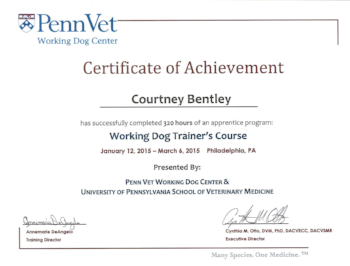 PennVet
Working Dog Center
Certificate of Achievement
Courtney Bentley
has successfully completed 320 hours of an apprentice program:
Working Dog Trainer's Course
January 12, 2015 – March 6, 2015 Philadelphia, PA
Presented By:
PENN VET WORKING DOG CENTER &
UNIVERSITY OF PENNSYLVANIA SCHOOL OF VETERINARY MEDICINE
Annemarie DeAngelo
Annemarie DeAngelo
Training Director
Cynthia M. Otto, DVM, PhD, DACVECC, DACVSMR
Executive Director
Many Species, One Medicine. ™